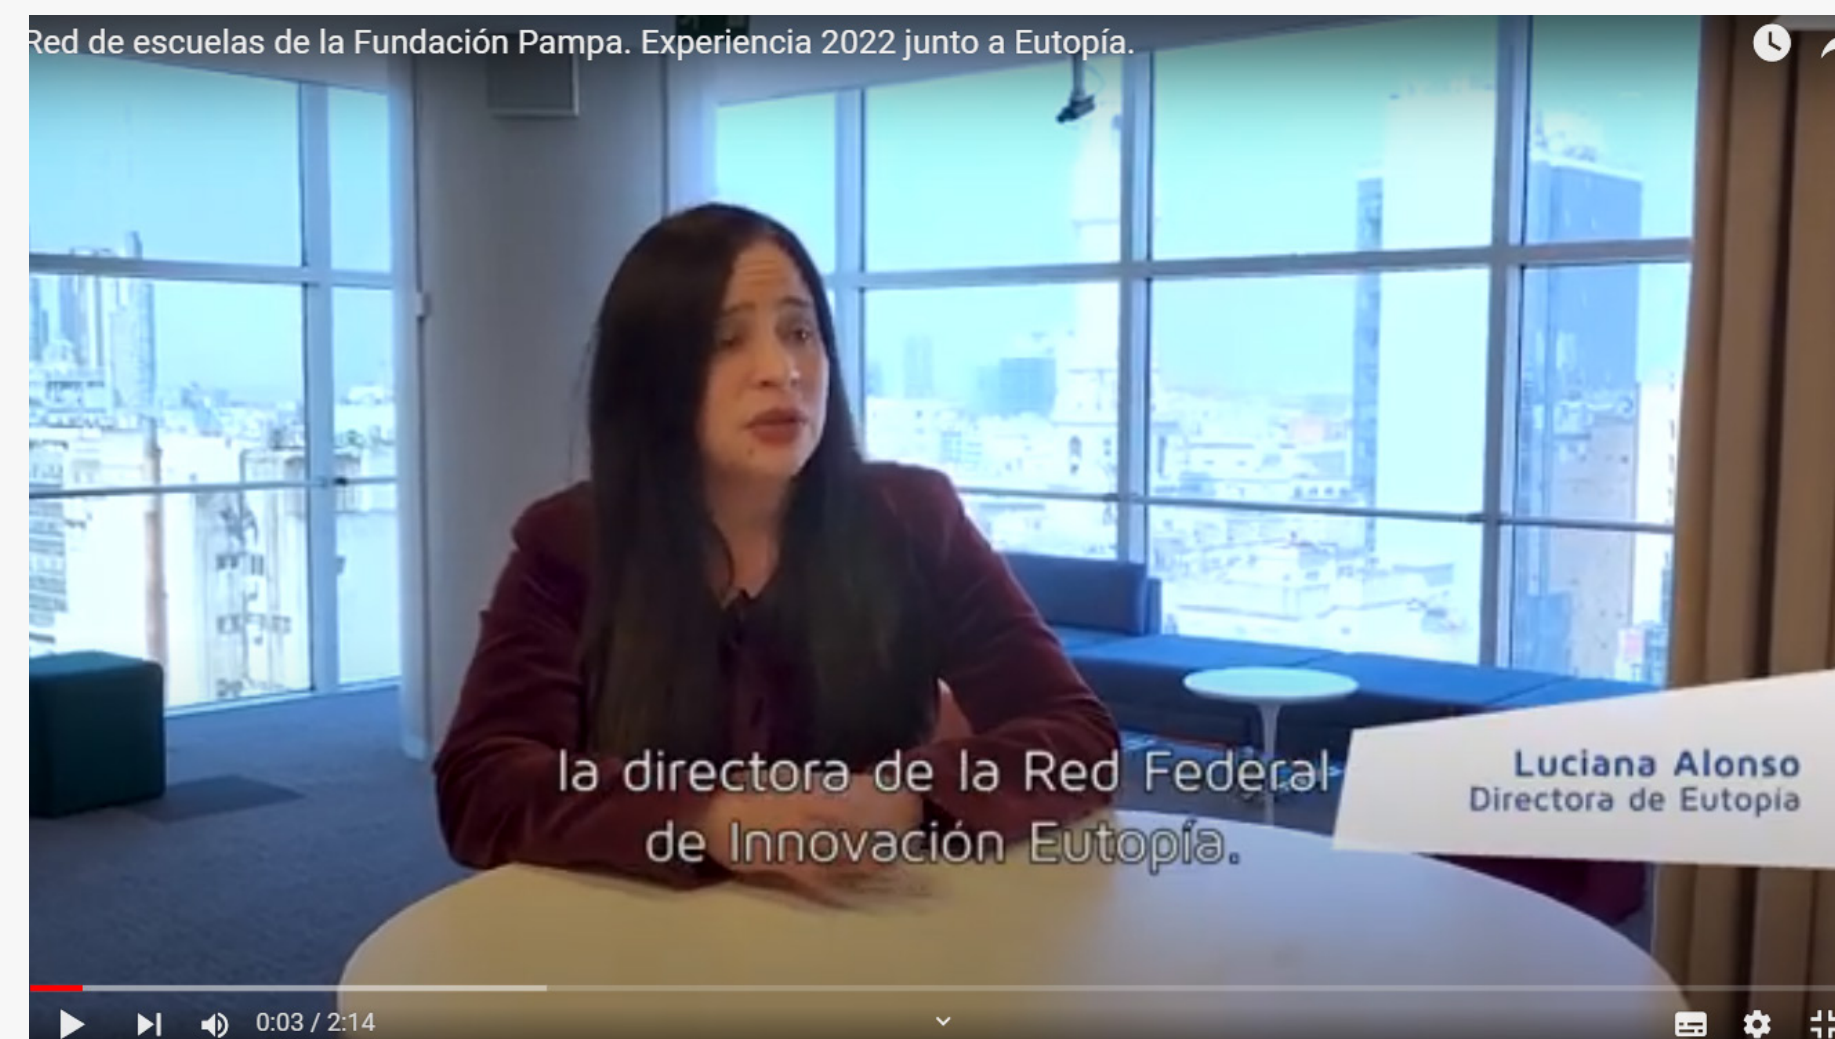 Red de escuelas de la Fundación Pampa. Experiencia 2022 junto a Eutopía.
la directora de la Red Federal
de Innovación Eutopía.
Luciana Alonso
Directora de Eutopía
0:03 / 2:14